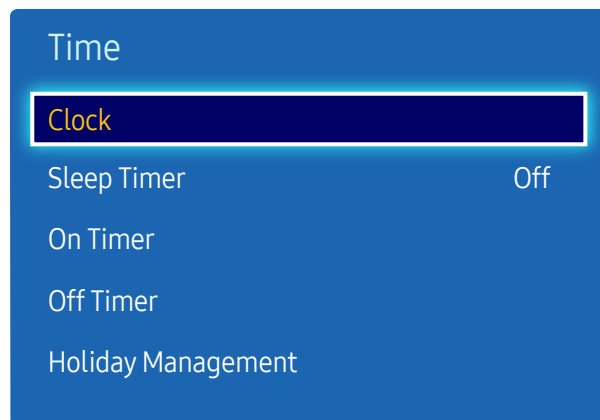 Time
Clock
Sleep Timer Off
On Timer
Off Timer
Holiday Management